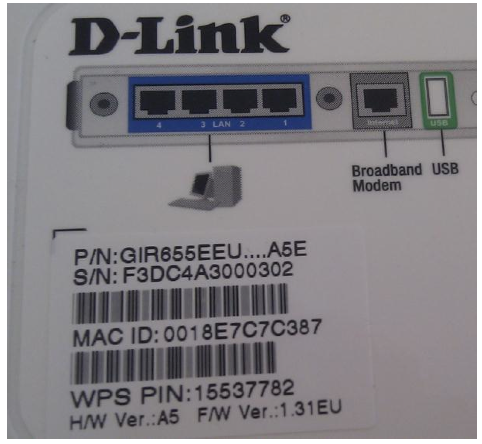 D-Link®
4 3 LAN 2 1
Internet
USB
Broadband USB
Modem
P/N:GIR655EEU....A5E
S/N: F3DC4A3000302
MAC ID: 0018E7C7C387
WPS PIN:15537782
H/W Ver.:A5 F/W Ver.:1.31EU